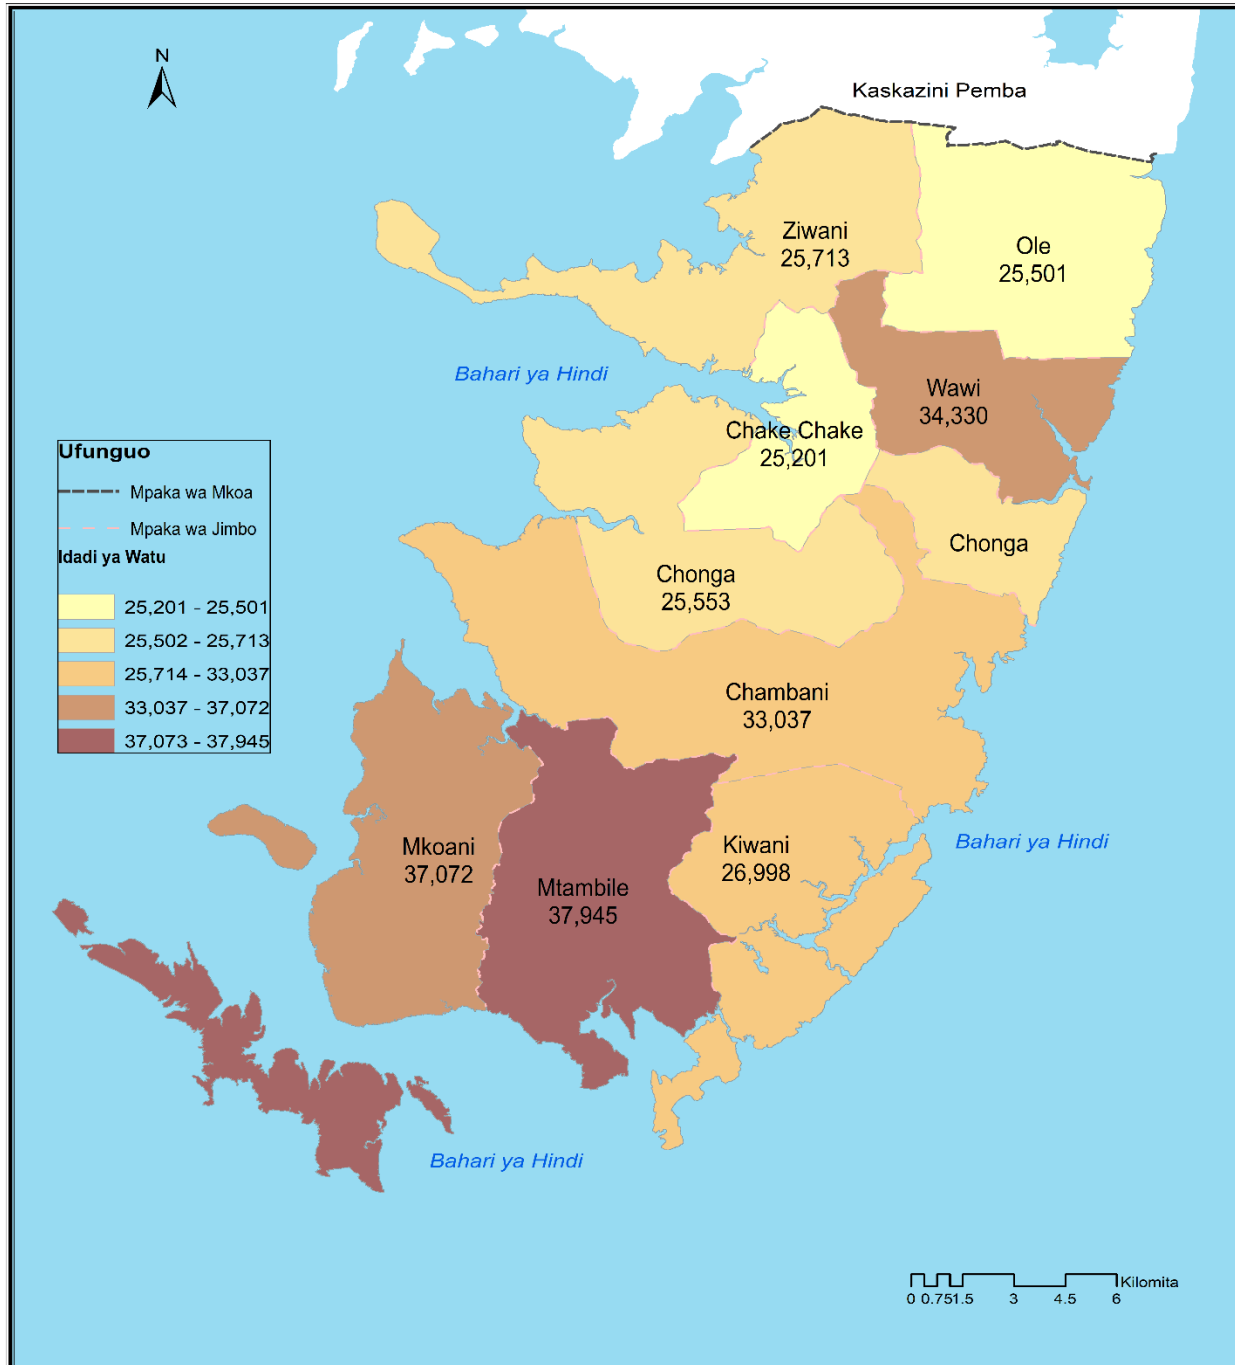 N
Kaskazini Pemba
Ziwani
25,713
Ole
25,501
Bahari ya Hindi
Wawi
34,330
Chake Chake
25,201
Ufunguo
Mpaka wa Mkoa
Mpaka wa Jimbo
Idadi ya Watu
25,201 - 25,501
25,502 - 25,713
25,714 - 33,037
33,037 - 37,072
37,073 - 37,945
Chonga
Chonga
25,553
Chambani
33,037
Mkoani
37,072
Kiwani
26,998
Bahari ya Hindi
Mtambile
37,945
Bahari ya Hindi
Kilomita
0 0.75 1.5 3 4.5 6